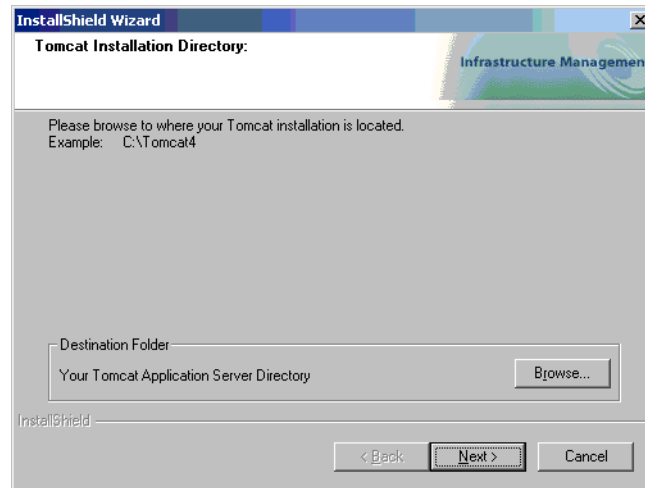 InstallShield Wizard
Tomcat Installation Directory:
Infrastructure Managemen
Please browse to where your Tomcat installation is located.
Example: C:\Tomcat4
Destination Folder
Your Tomcat Application Server Directory
Browse...
InstallShield
< Back
Next >
Cancel